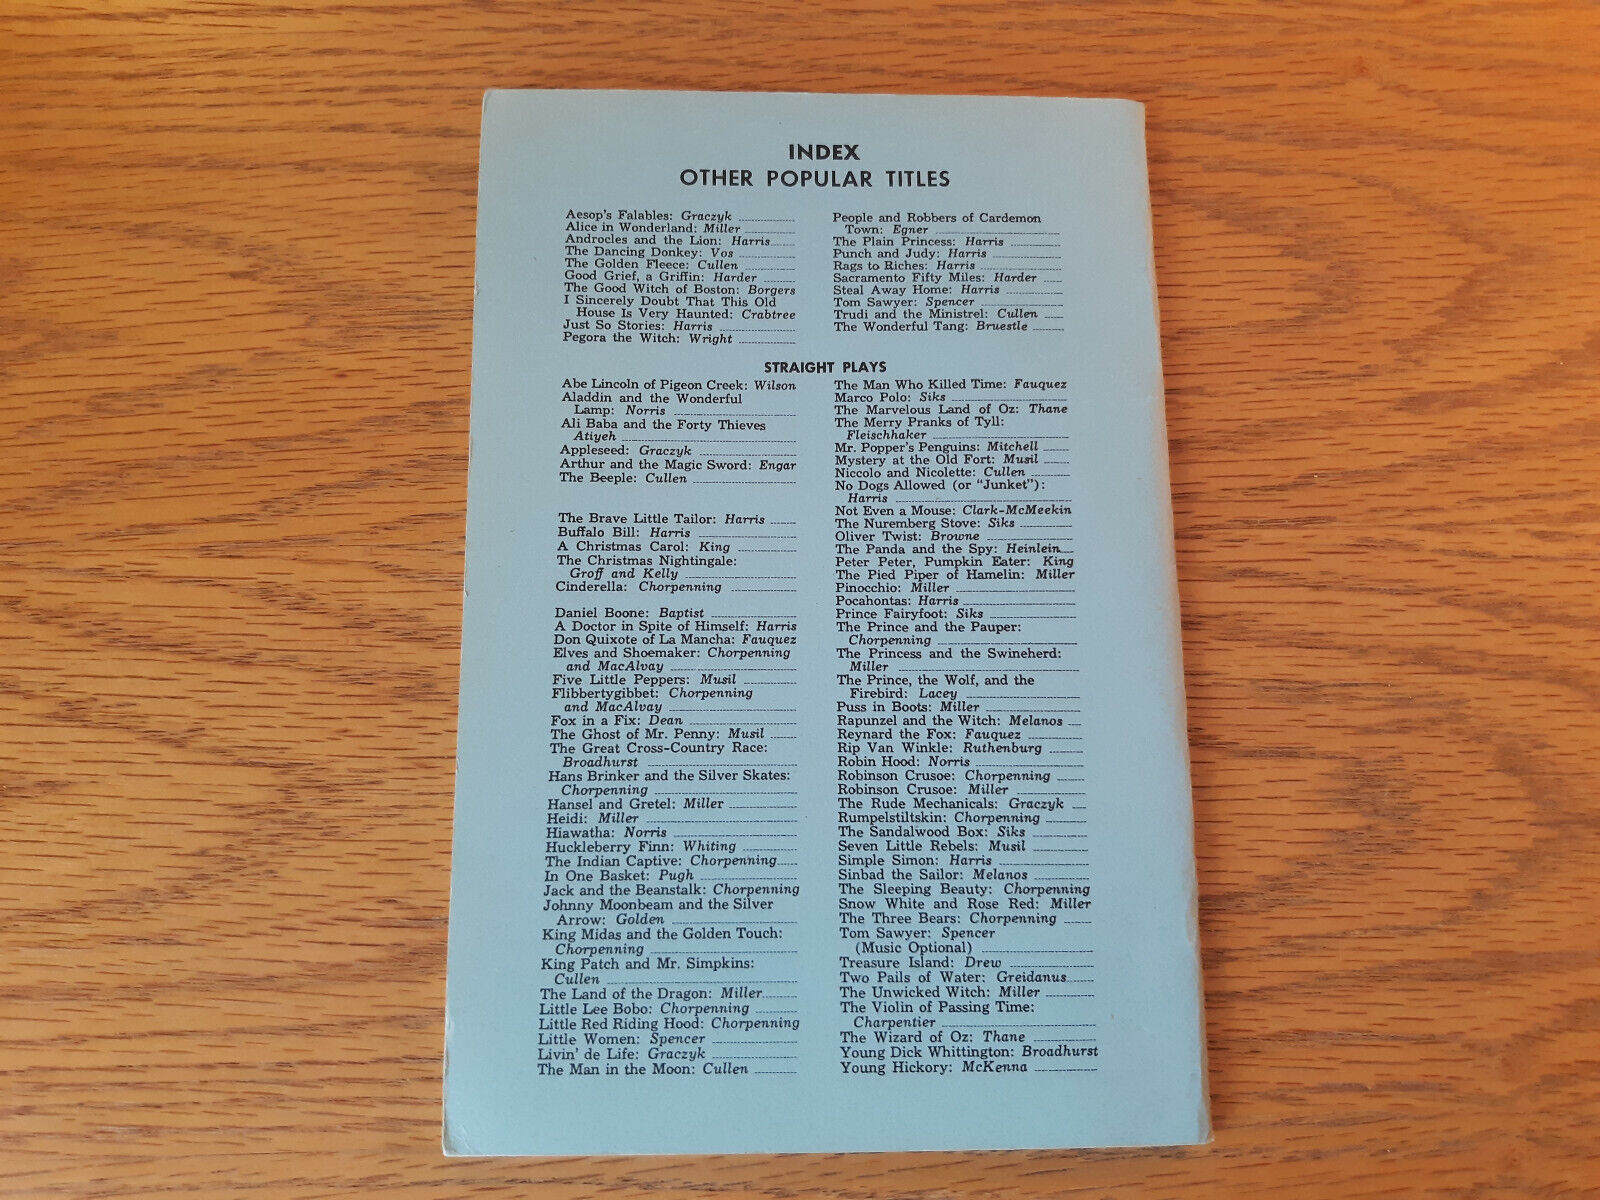 INDEX
OTHER POPULAR TITLES
Aesop's Falables: Graczyk
Alice in Wonderland: Miller
Androcles and the Lion: Harris
The Dancing Donkey: Vos
The Golden Fleece: Cullen
Good Grief, a Griffin: Harder
The Good Witch of Boston: Borgers
I Sincerely Doubt That This Old
House Is Very Haunted: Crabtree
Just So Stories: Harris
Pegora the Witch: Wright
People and Robbers of Cardemon
Town: Egner
The Plain Princess: Harris
Punch and Judy: Harris
Rags to Riches: Harris
Sacramento Fifty Miles: Harder
Steal Away Home: Harris
Tom Sawyer: Spencer
Trudi and the Ministrel: Cullen
The Wonderful Tang: Bruestle
STRAIGHT PLAYS
Abe Lincoln of Pigeon Creek: Wilson
Aladdin and the Wonderful
Lamp: Norris
Ali Baba and the Forty Thieves
Atiyeh
Appleseed: Graczyk
Arthur and the Magic Sword: Engar
The Beeple: Cullen
The Brave Little Tailor: Harris
Buffalo Bill: Harris
A Christmas Carol: King
The Christmas Nightingale:
Groff and Kelly
Cinderella: Chorpenning
Daniel Boone: Baptist
A Doctor in Spite of Himself: Harris
Don Quixote of La Mancha: Fauquez
Elves and Shoemaker: Chorpenning
and MacAlvay
Five Little Peppers: Musil
Flibbertygibbet: Chorpenning
and MacAlvay
Fox in a Fix: Dean
The Ghost of Mr. Penny: Musil
The Great Cross-Country Race:
Broadhurst
Hans Brinker and the Silver Skates:
Chorpenning
Hansel and Gretel: Miller
Heidi: Miller
Hiawatha: Norris
Huckleberry Finn: Whiting
The Indian Captive: Chorpenning
In One Basket: Pugh
Jack and the Beanstalk: Chorpenning
Johnny Moonbeam and the Silver
Arrow: Golden
King Midas and the Golden Touch:
Chorpenning
King Patch and Mr. Simpkins:
Cullen
The Land of the Dragon: Miller
Little Lee Bobo: Chorpenning
Little Red Riding Hood: Chorpenning
Little Women: Spencer
Livin' de Life: Graczyk
The Man in the Moon: Cullen
The Man Who Killed Time: Fauquez
Marco Polo: Siks
The Marvelous Land of Oz: Thane
The Merry Pranks of Tyll:
Fleischhaker
Mr. Popper's Penguins: Mitchell
Mystery at the Old Fort: Musil
Niccolo and Nicolette: Cullen
No Dogs Allowed (or "Junket"):
Harris
Not Even a Mouse: Clark-McMeekin
The Nuremberg Stove: Siks
Oliver Twist: Browne
The Panda and the Spy: Heinlein
Peter Peter, Pumpkin Eater: King
The Pied Piper of Hamelin: Miller
Pinocchio: Miller
Pocahontas: Harris
Prince Fairyfoot: Siks
The Prince and the Pauper:
Chorpenning
The Princess and the Swineherd:
Miller
The Prince, the Wolf, and the
Firebird: Lacey
Puss in Boots: Miller
Rapunzel and the Witch: Melanos
Reynard the Fox: Fauquez
Rip Van Winkle: Ruthenburg
Robin Hood: Norris
Robinson Crusoe: Chorpenning
Robinson Crusoe: Miller
The Rude Mechanicals: Graczyk
Rumpelstiltskin: Chorpenning
The Sandalwood Box: Siks
Seven Little Rebels: Musil
Simple Simon: Harris
Sinbad the Sailor: Melanos
The Sleeping Beauty: Chorpenning
Snow White and Rose Red: Miller
The Three Bears: Chorpenning
Tom Sawyer: Spencer
(Music Optional)
Treasure Island: Drew
Two Pails of Water: Greidanus
The Unwicked Witch: Miller
The Violin of Passing Time:
Charpentier
The Wizard of Oz: Thane
Young Dick Whittington: Broadhurst
Young Hickory: McKenna